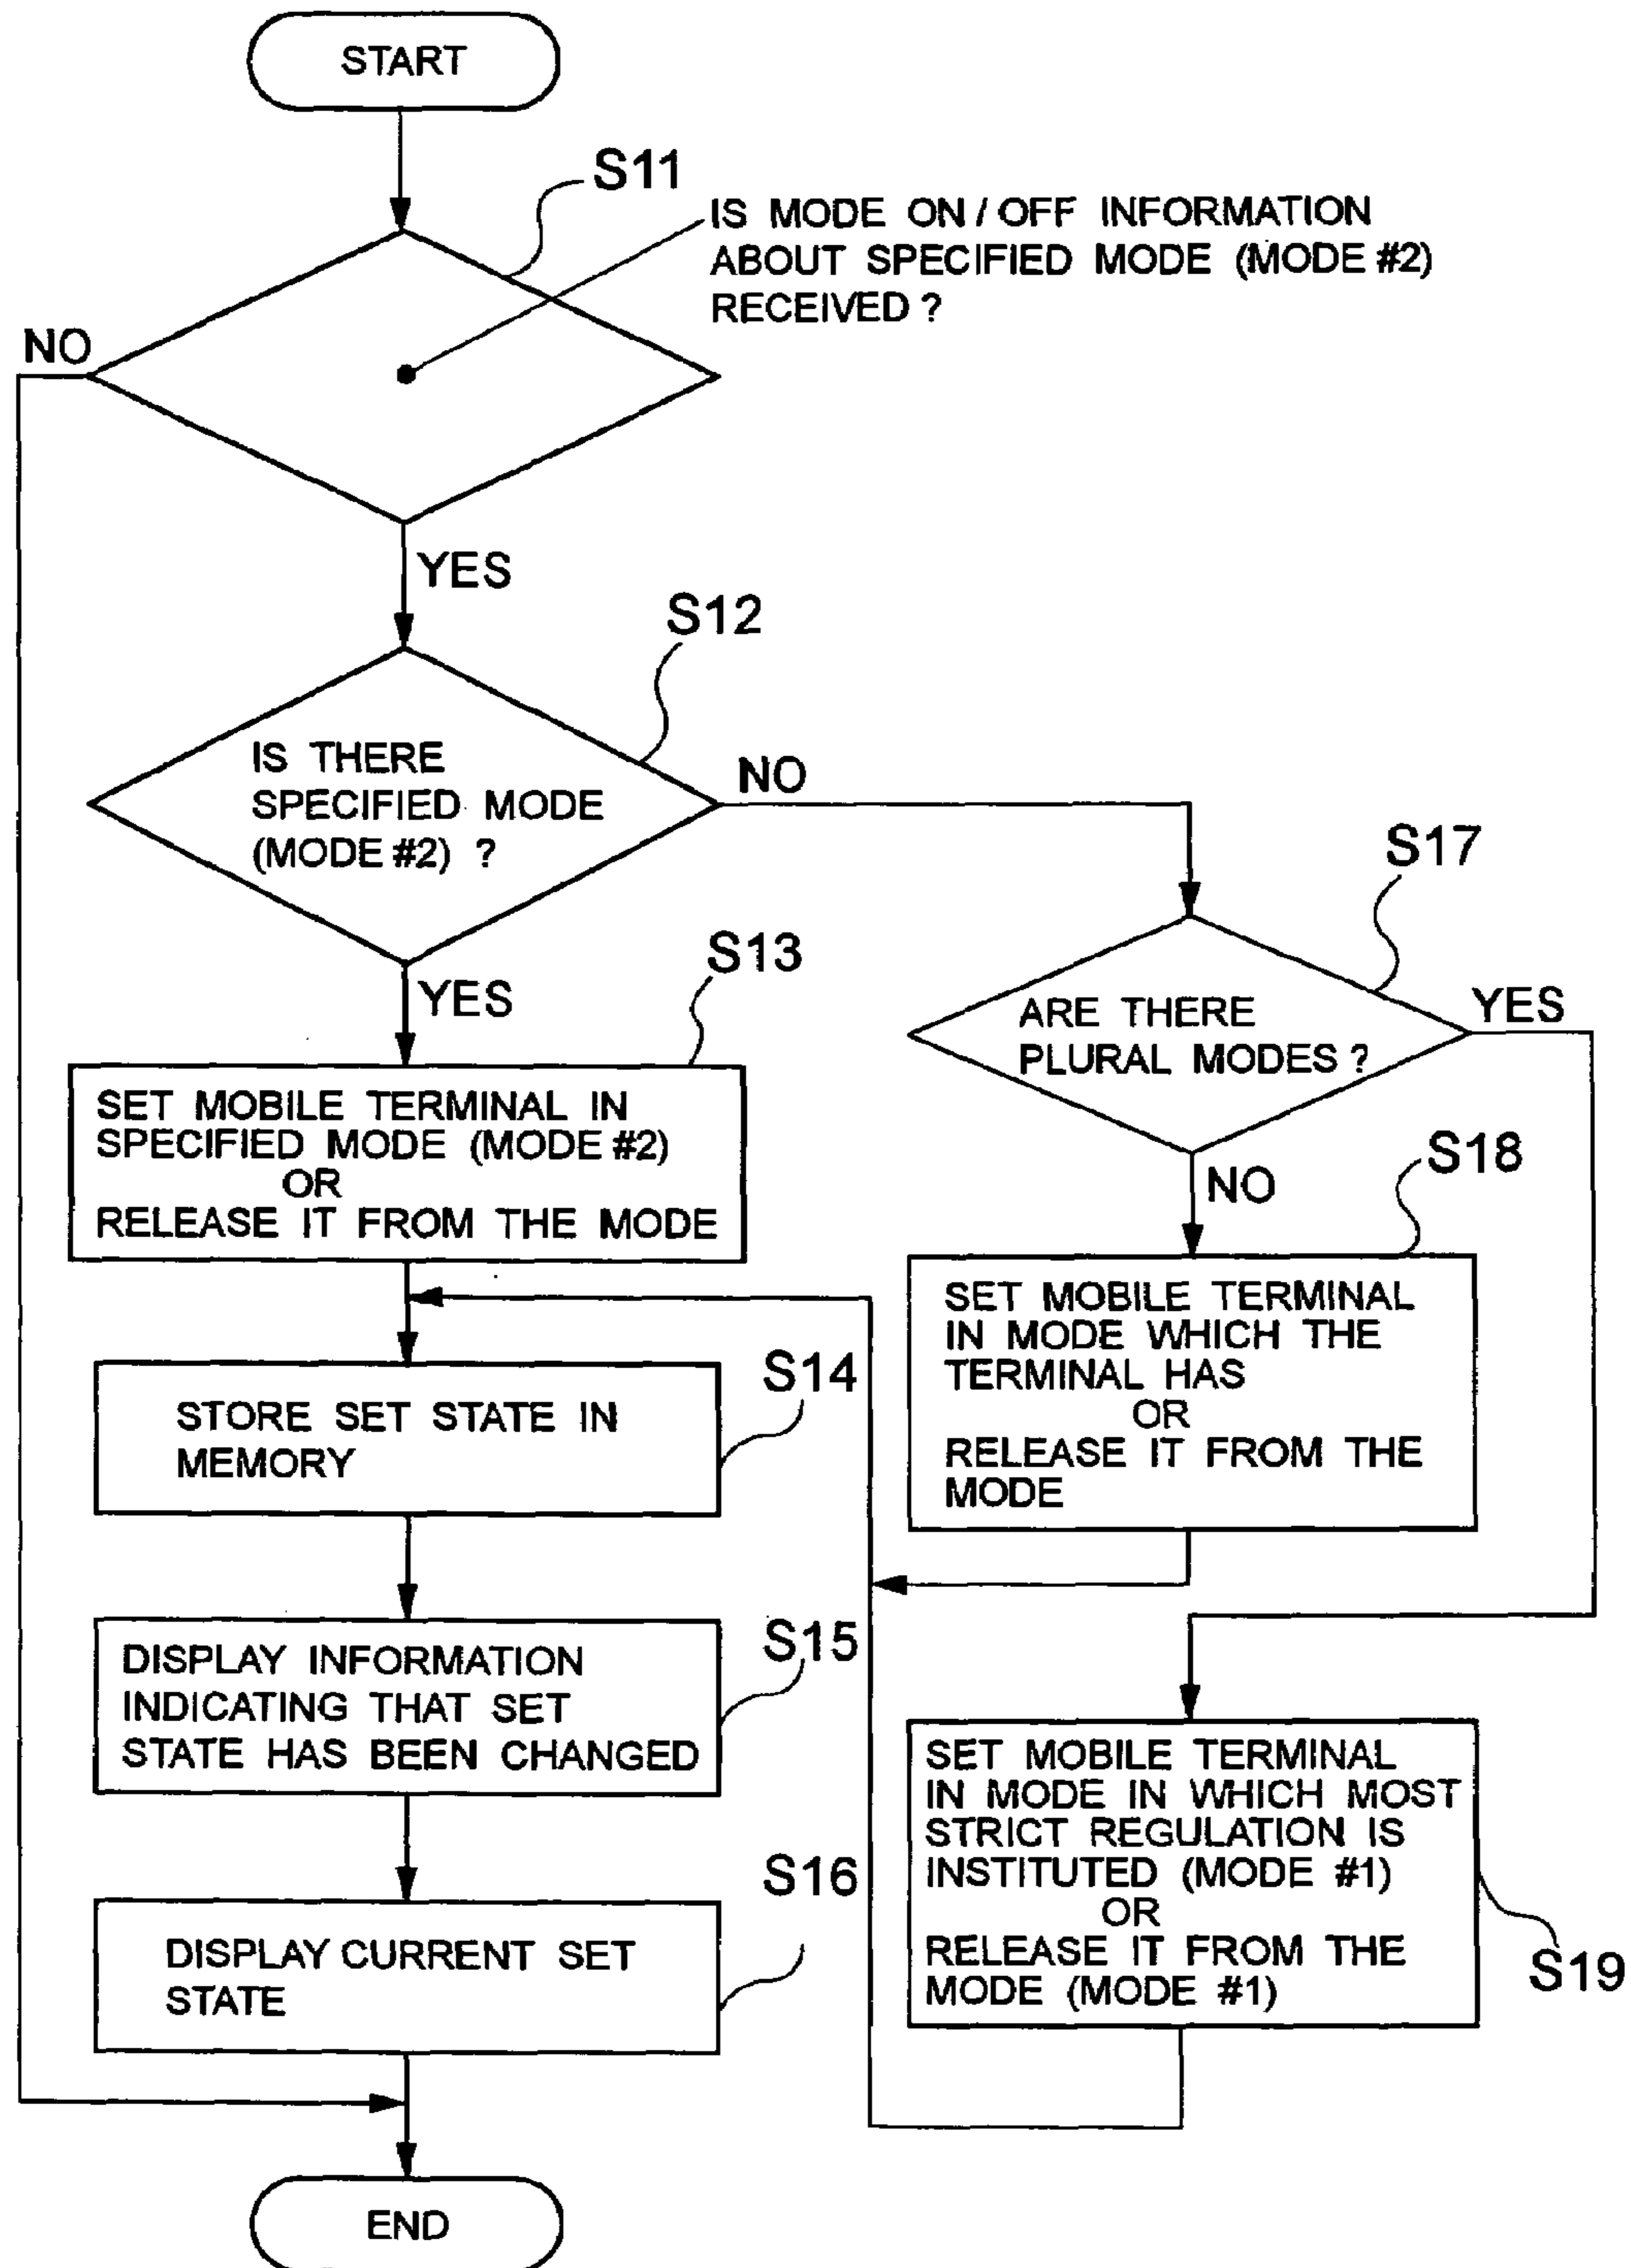 START
S11
IS MODE ON / OFF INFORMATION
ABOUT SPECIFIED MODE (MODE #2)
RECEIVED ?
NO
YES
S12
IS THERE
SPECIFIED MODE
(MODE #2) ?
NO
YES
S17
ARE THERE
PLURAL MODES ?
YES
NO
S13
SET MOBILE TERMINAL IN
SPECIFIED MODE (MODE #2)
OR
RELEASE IT FROM THE MODE
S18
SET MOBILE TERMINAL
IN MODE WHICH THE
TERMINAL HAS
OR
RELEASE IT FROM THE
MODE
S14
STORE SET STATE IN
MEMORY
S15
DISPLAY INFORMATION
INDICATING THAT SET
STATE HAS BEEN CHANGED
S16
DISPLAY CURRENT SET
STATE
SET MOBILE TERMINAL
IN MODE IN WHICH MOST
STRICT REGULATION IS
INSTITUTED (MODE #1)
OR
RELEASE IT FROM THE
MODE (MODE #1)
S19
END